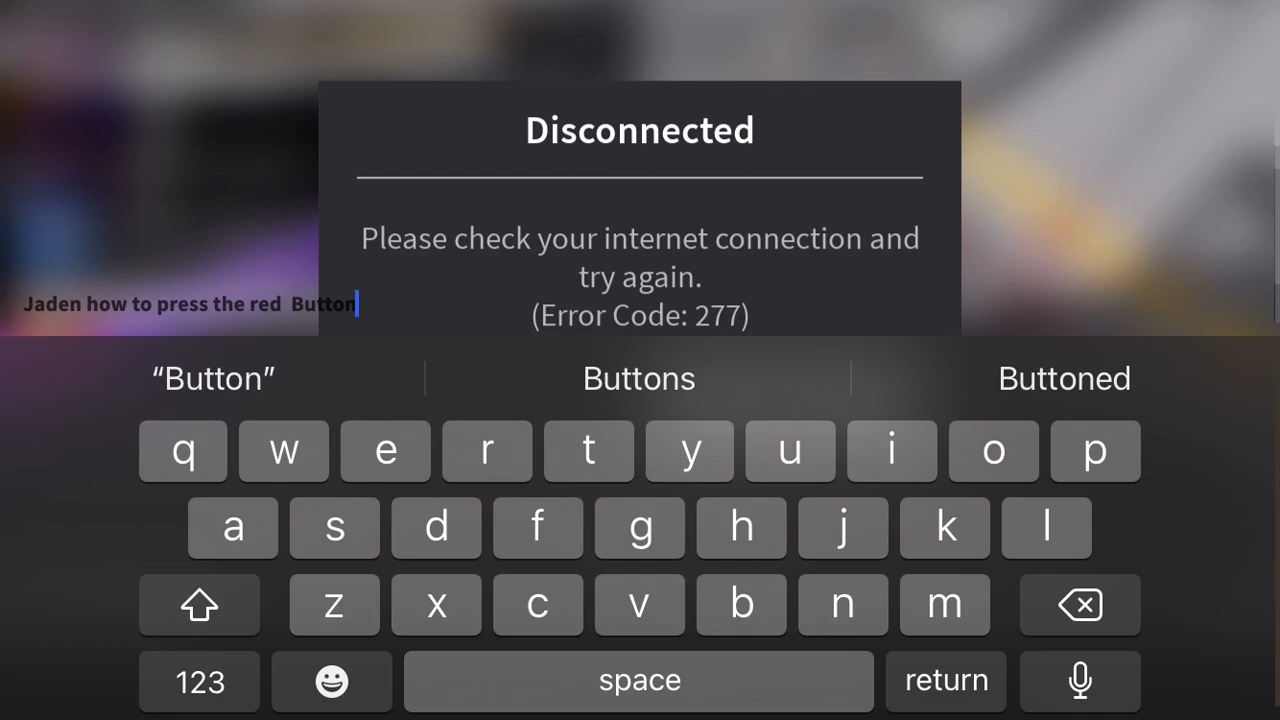 Disconnected
Please check your internet connection and
try again.
(Error Code: 277)
Jaden how to press the red  Button
“Button” Buttons Buttoned
q w e r t y u i o p
a s d f g h j k l
z x c v b n m
123 space return